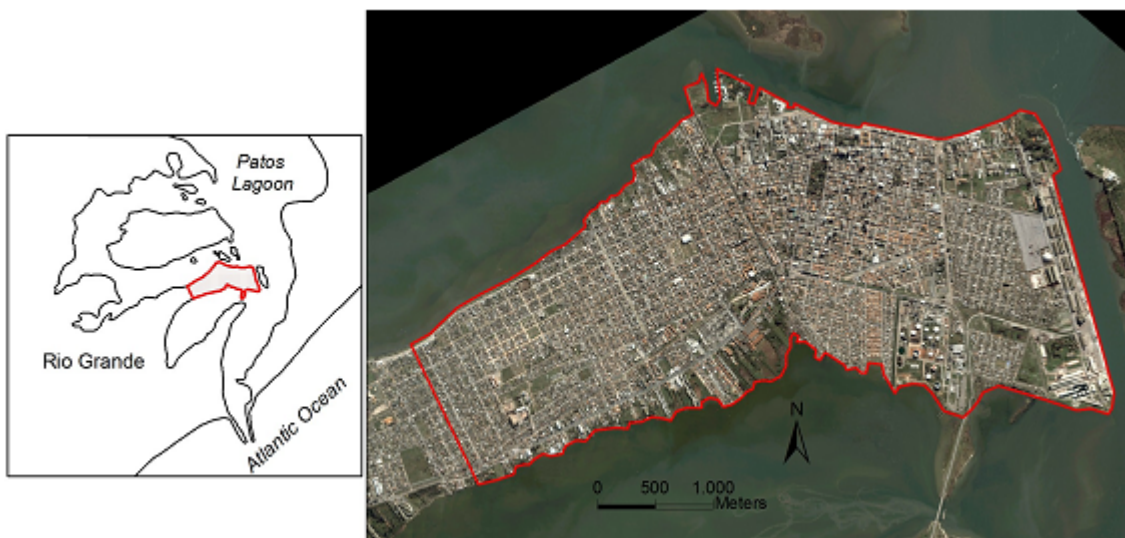 Patos
Lagoon
Rio Grande
Atlantic Ocean
N
0 500 1.000
Meters